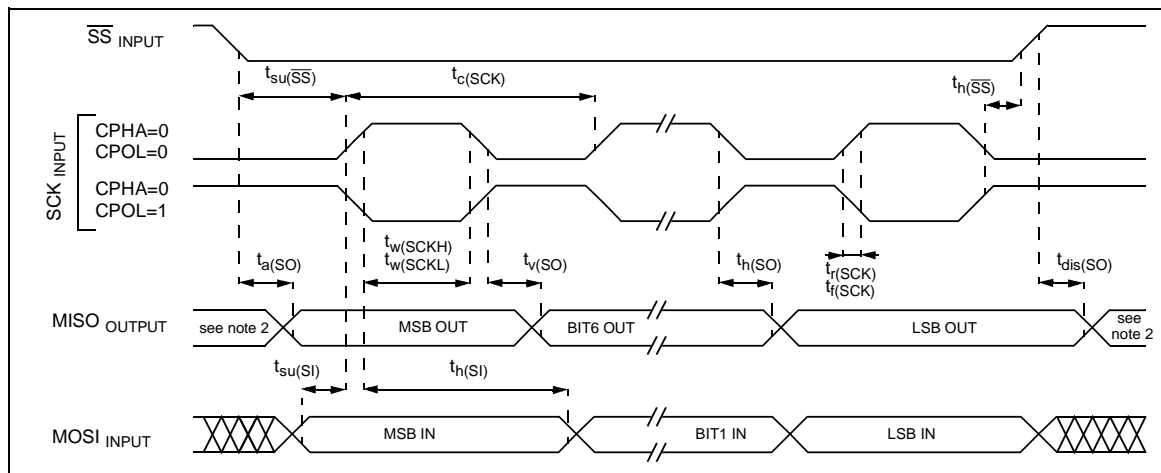 SS INPUT
tsu(SS)
tc(SCK)
th(SS)
SCK INPUT
CPHA=0
CPOL=0
CPHA=0
CPOL=1
ta(SO)
tw(SCKH)
tw(SCKL)
tv(SO)
th(SO)
tr(SCK)
tf(SCK)
tdis(SO)
MISO OUTPUT
see note 2
MSB OUT
BIT6 OUT
LSB OUT
see
note 2
tsu(SI)
th(SI)
MOSI INPUT
MSB IN
BIT1 IN
LSB IN